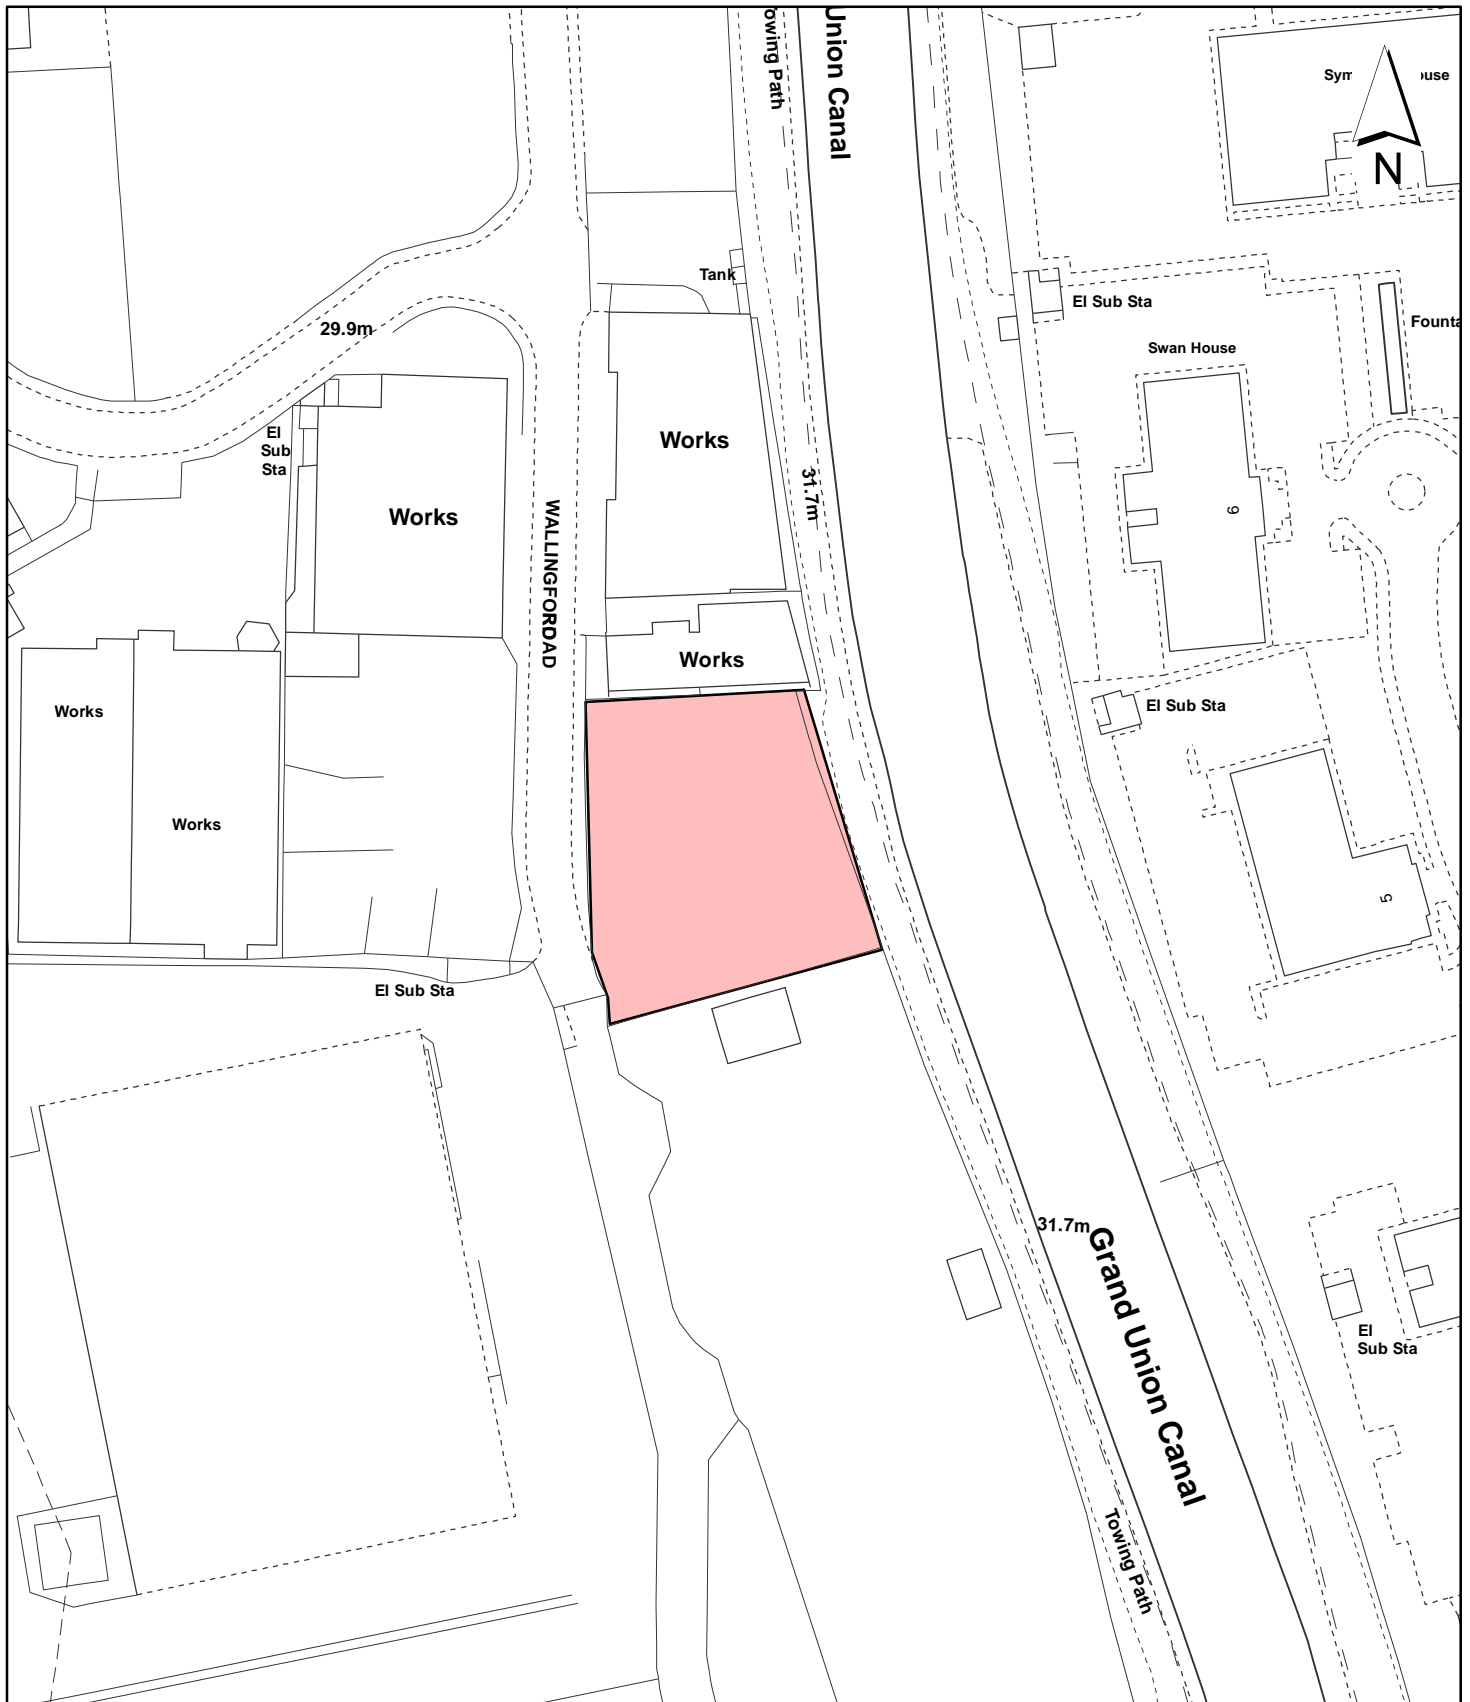 Towing Path
Union Canal
Sym
ouse
N
Tank
El Sub Sta
29.9m
Founta
Swan House
El
Sub
Sta
Works
31.7m
Works
WALLINGFORDAD
6
Works
Works
El Sub Sta
Works
5
El Sub Sta
31.7m
Grand Union Canal
El
Sub Sta
Towing Path